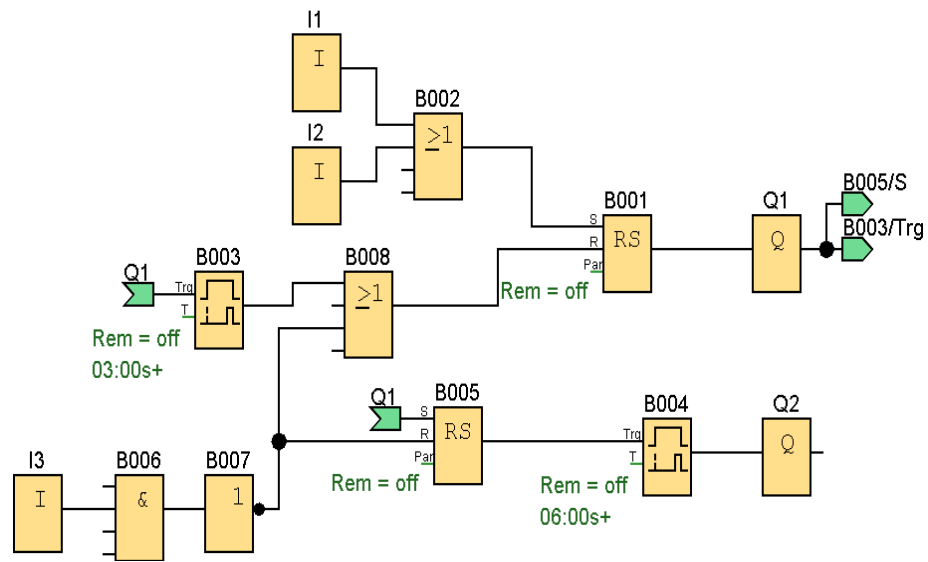 I1
I
B002
≥1
I2
I
B005/S
B001
Q1
S
R
Par
RS
Q
B003/Trg
Rem = off
Q1
B003
B008
Trg
T
≥1
Rem = off
03:00s+
Q1
B005
S
R
Par
RS
Rem = off
B004
Trg
T
Q2
Q
Rem = off
06:00s+
I3
I
B006
&
B007
1